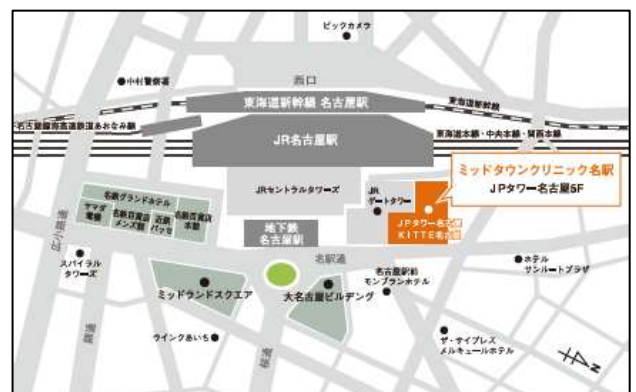 ビックカメラ
中村警察署
西口
東海道新幹線 名古屋駅
東海道新幹線
名古屋臨海高速鉄道あおなみ線
JR名古屋駅
東海道本線・中央本線・関西本線
ミッドタウンクリニック名駅
JPタワー名古屋5F
名鉄グランドホテル
JRセントラルタワーズ
JR
ゲートタワー
ヤマダ
電機
名鉄百貨店
メンズ館
近鉄
パッセ
名鉄百貨店
本館
JPタワー名古屋
KITTE名古屋
地下鉄
名古屋駅
広小路通
名駅通
スパイラル
タワーズ
ミッドランドスクエア
大名古屋ビルヂング
名古屋駅前
モンブランホテル
ホテル
サンルートプラザ
ウインクあいち
錦通
桜通
ザ・サイプレス
メルキュールホテル
N